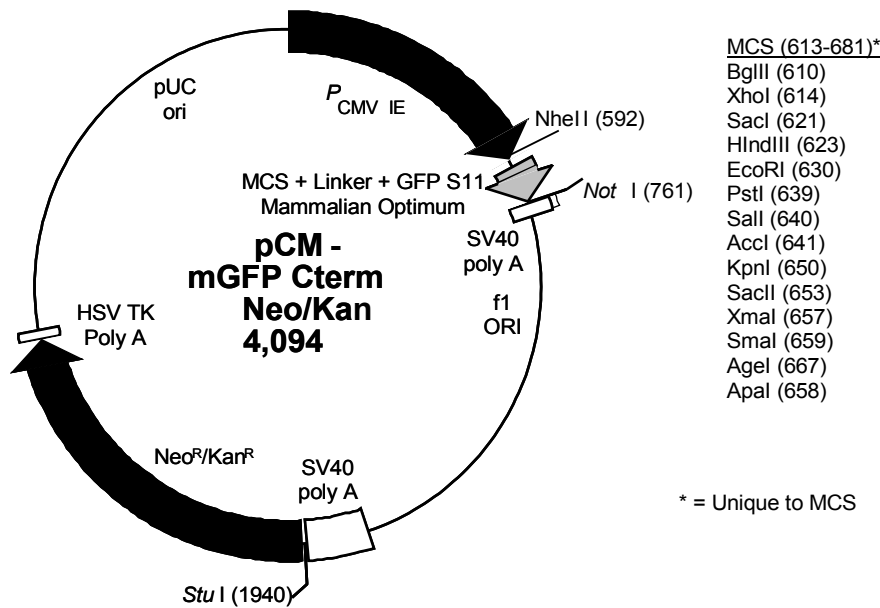 pUC
ori
P CMV IE
NheI I (592)
MCS + Linker + GFP S11
Mammalian Optimum
Not I (761)
pCM -
mGFP Cterm
Neo/Kan
4,094
SV40
poly A
f1
ORI
HSV TK
Poly A
NeoR/KanR
SV40
poly A
Stu I (1940)
MCS (613-681)*
BglII (610)
XhoI (614)
SacI (621)
HIndIII (623)
EcoRI (630)
PstI (639)
SalI (640)
AccI (641)
KpnI (650)
SacII (653)
XmaI (657)
SmaI (659)
AgeI (667)
ApaI (658)
* = Unique to MCS